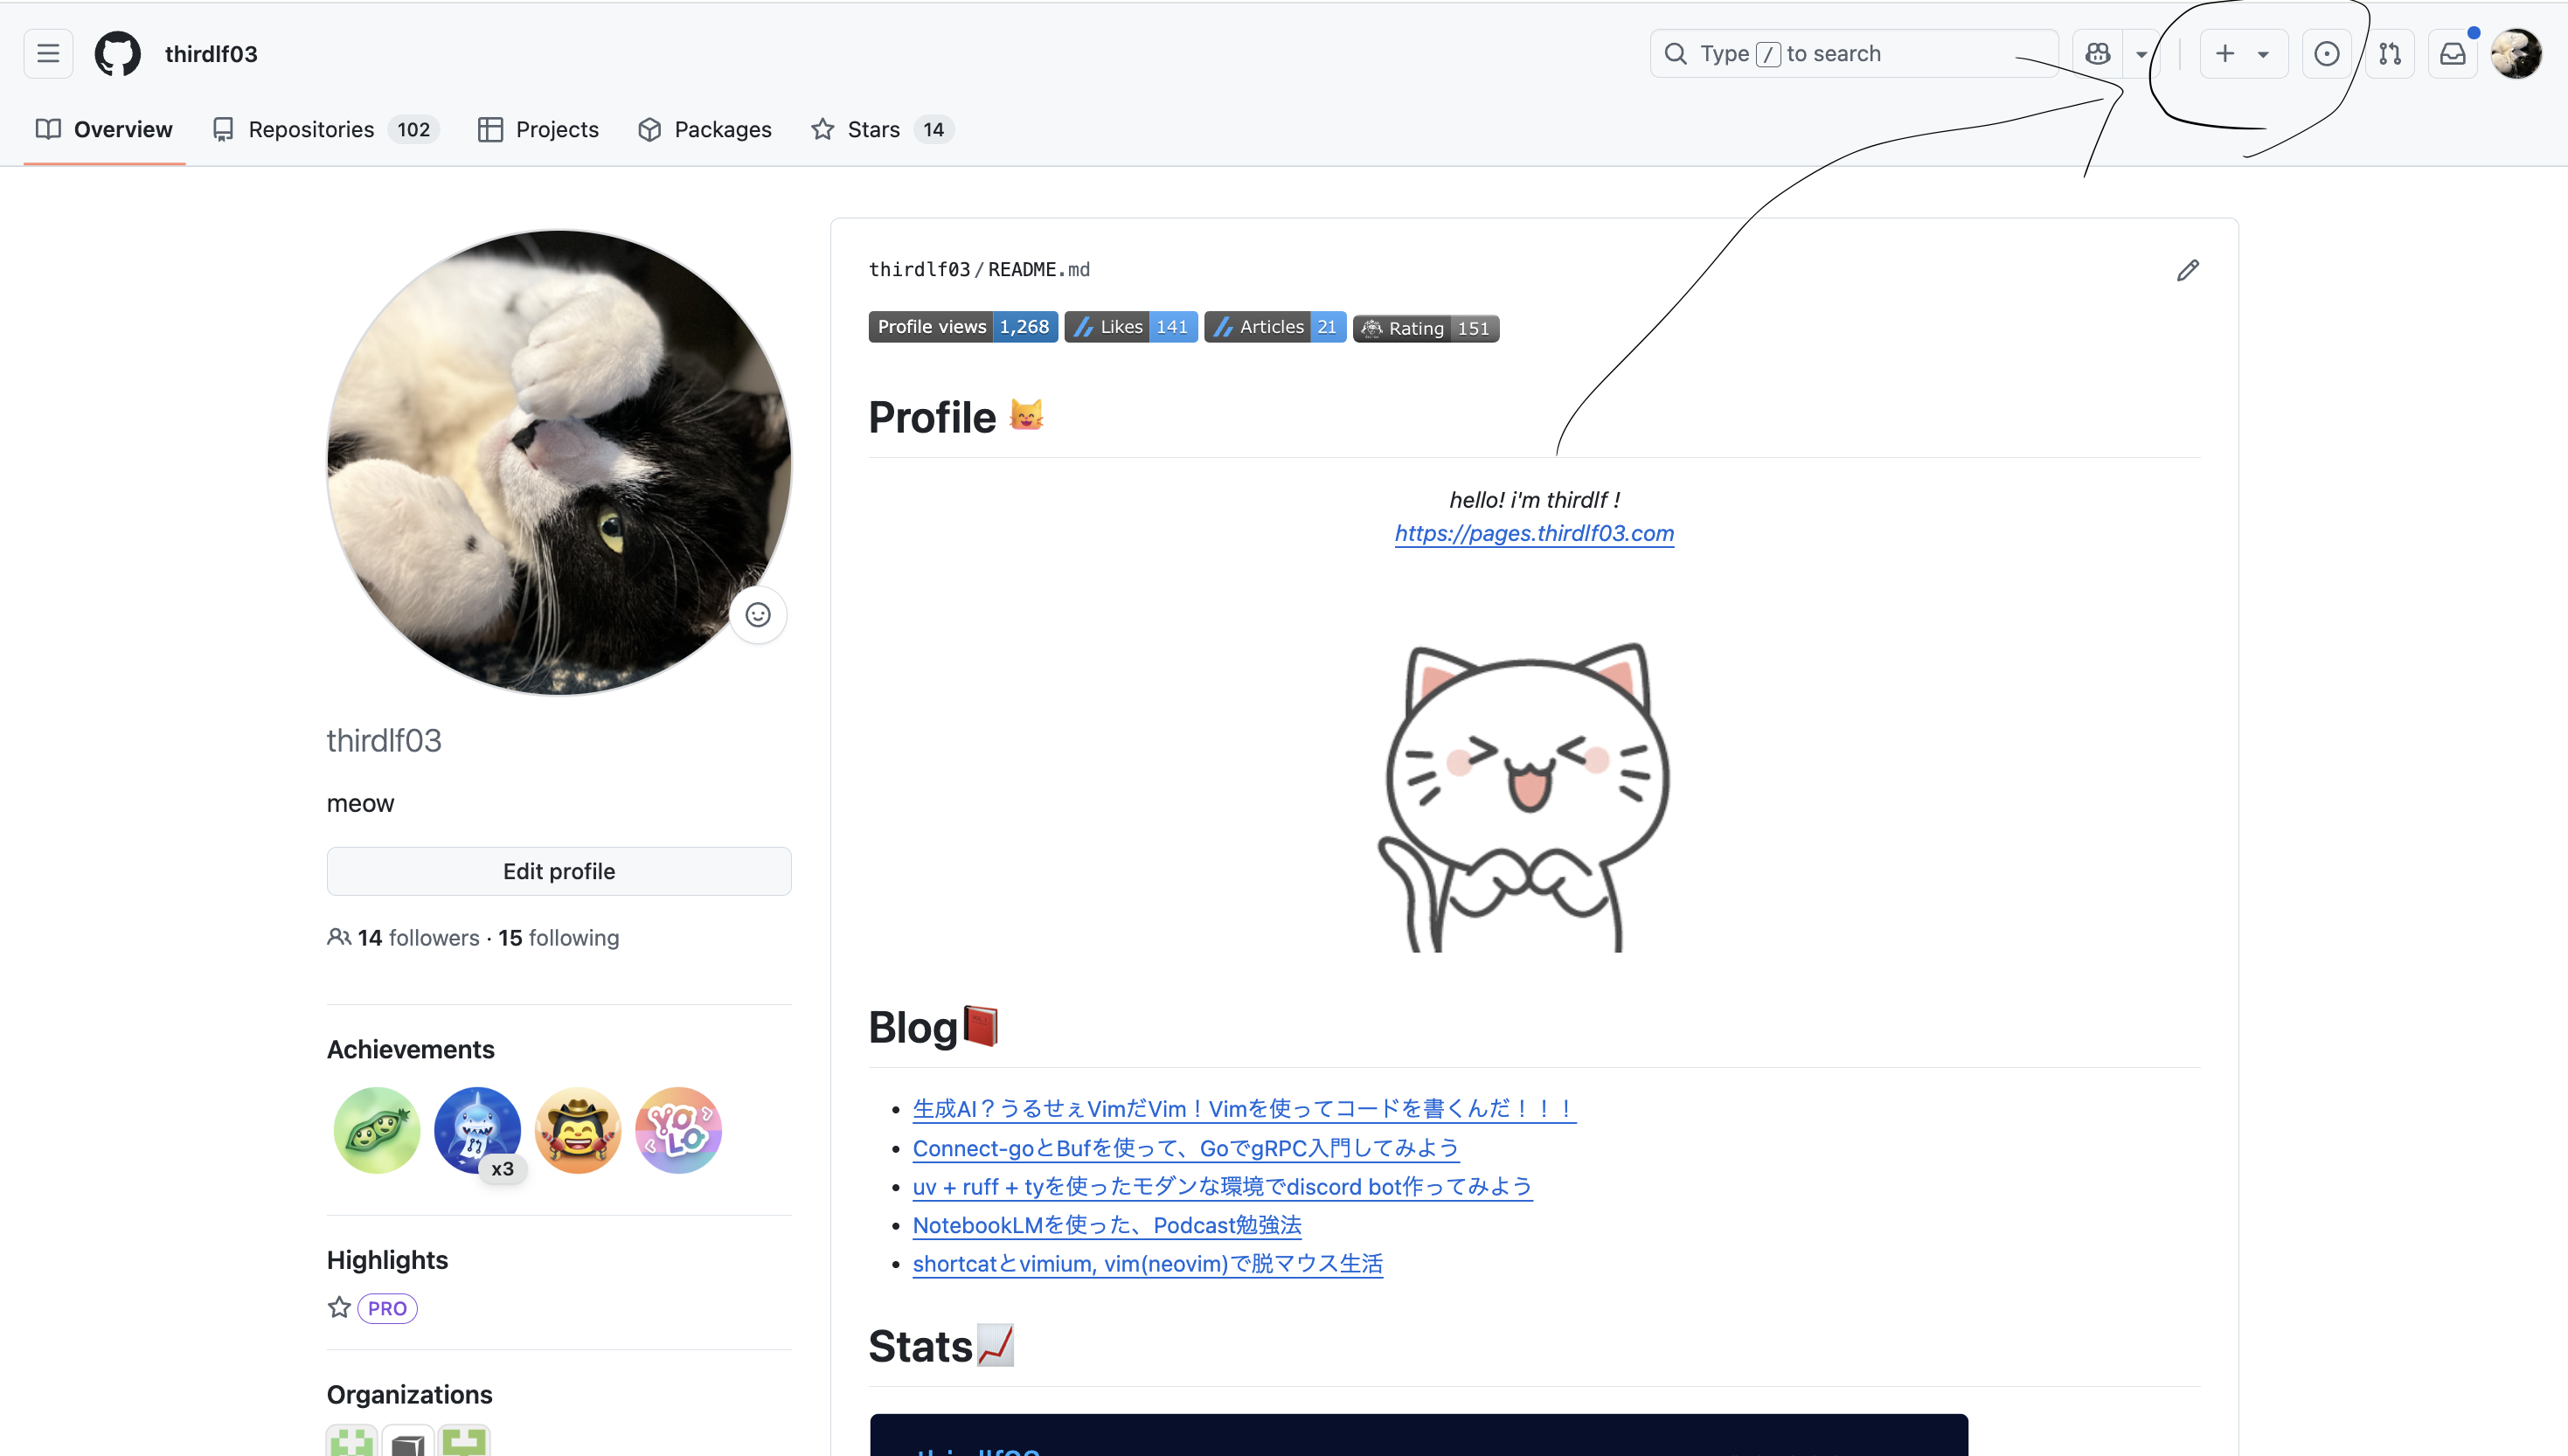 thirdlf03
Type / to search
Overview Repositories 102 Projects Packages Stars 14
thirdlf03/README.md
Profile views 1,268 Likes 141 Articles 21 Rating 151
Profile
hello! i'm thirdlf !
https://pages.thirdlf03.com
thirdlf03
meow
Edit profile
14 followers · 15 following
Achievements
x3
YOLO
Highlights
PRO
Organizations
Blog
生成AI？うるせぇVimだVim！Vimを使ってコードを書くんだ！！！
Connect-goとBufを使って、GoでgRPC入門してみよう
uv + ruff + tyを使ったモダンな環境でdiscord bot作ってみよう
NotebookLMを使った、Podcast勉強法
shortcatとvimium, vim(neovim)で脱マウス生活
Stats